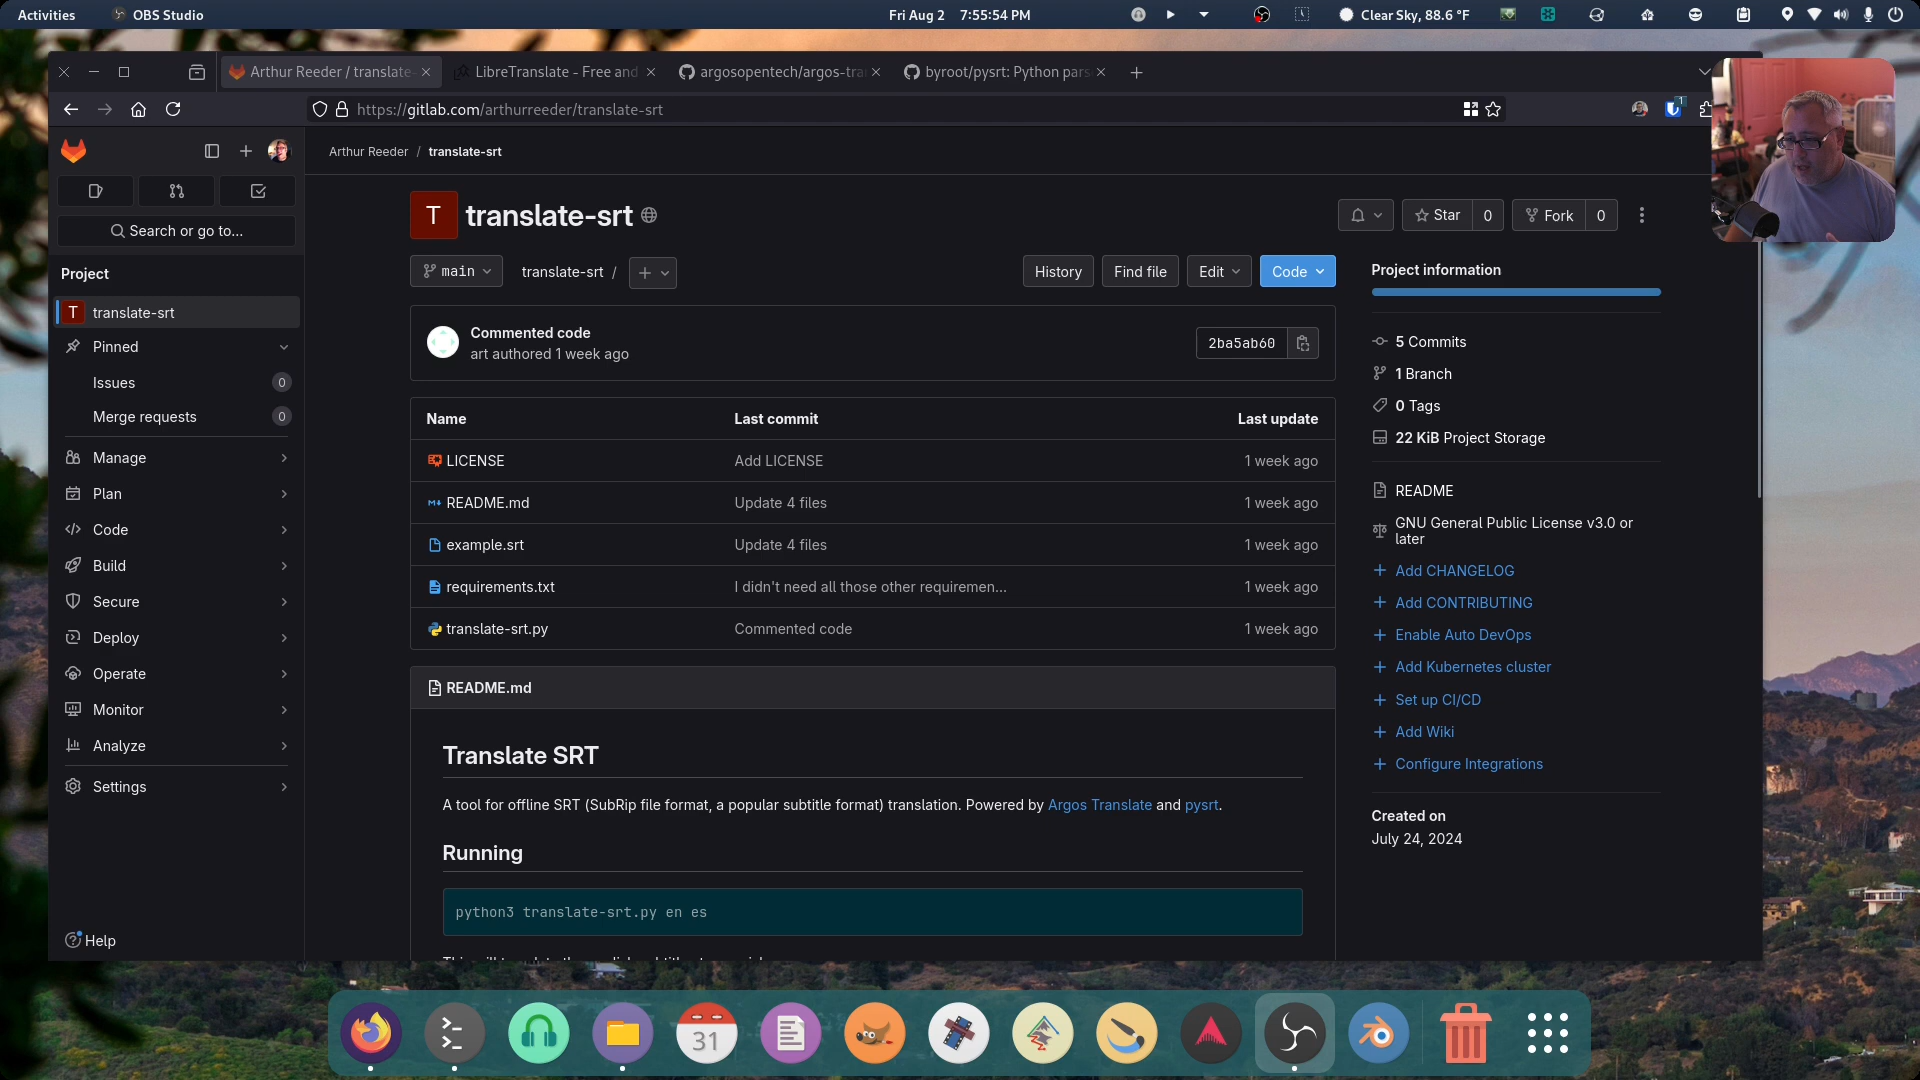 Activities
OBS Studio
Fri Aug 2 7:55:54 PM
Clear Sky, 88.6 °F
Arthur Reeder / translate-
LibreTranslate - Free and
argosopentech/argos-tra
byroot/pysrt: Python pars
https://gitlab.com/arthurreeder/translate-srt
1
Arthur Reeder / translate-srt
Search or go to...
Project
T translate-srt
Pinned
Issues 0
Merge requests 0
Manage
Plan
Code
Build
Secure
Deploy
Operate
Monitor
Analyze
Settings
Help
T translate-srt
Star 0
Fork 0
main
translate-srt /
History
Find file
Edit
Code
Commented code
art authored 1 week ago
2ba5ab60
Name Last commit Last update
LICENSE Add LICENSE 1 week ago
README.md Update 4 files 1 week ago
example.srt Update 4 files 1 week ago
requirements.txt I didn't need all those other requiremen... 1 week ago
translate-srt.py Commented code 1 week ago
README.md
Translate SRT
A tool for offline SRT (SubRip file format, a popular subtitle format) translation. Powered by Argos Translate and pysrt.
Running
python3 translate-srt.py en es
Project information
5 Commits
1 Branch
0 Tags
22 KiB Project Storage
README
GNU General Public License v3.0 or
later
Add CHANGELOG
Add CONTRIBUTING
Enable Auto DevOps
Add Kubernetes cluster
Set up CI/CD
Add Wiki
Configure Integrations
Created on
July 24, 2024
31